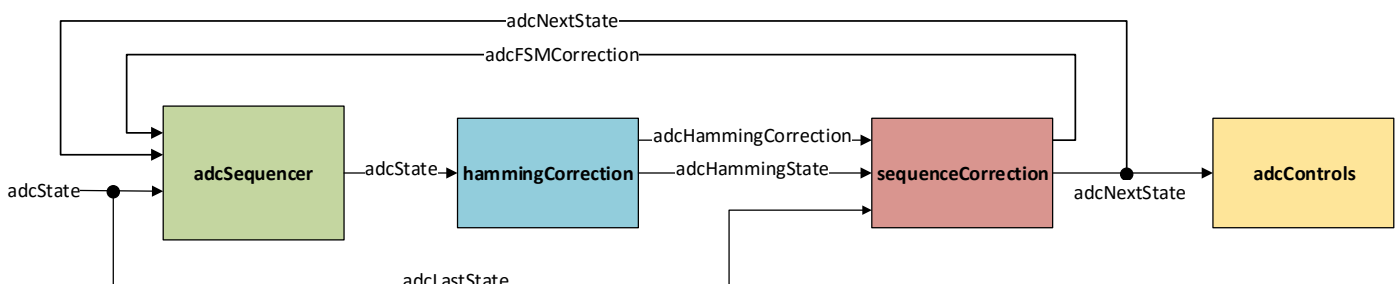 adcNextState
adcFSMCorrection
adcHammingCorrection
adcState
adcHammingState
adcSequencer
hammingCorrection
sequenceCorrection
adcControls
adcState
adcNextState
adcLastState